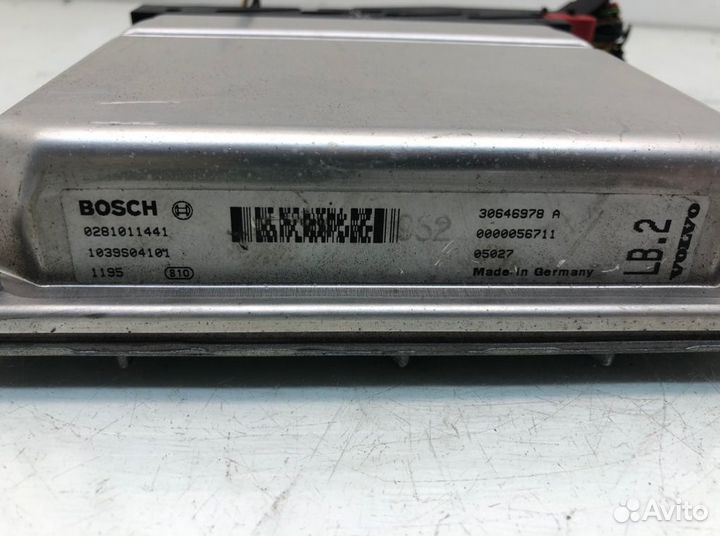 BOSCH
0281011441
1039S04101
1195 810
30646978 A
0000056711
05027
Made in Germany
LB.2
VOLVO
Avito